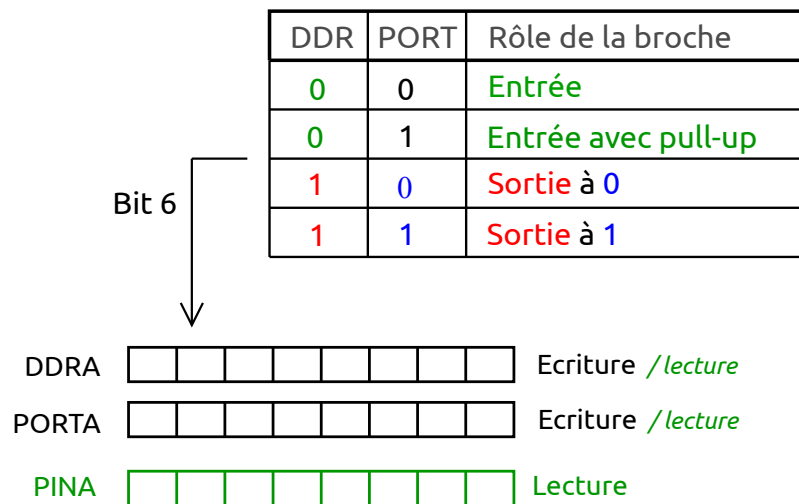 DDR PORT Rôle de la broche
0 0 Entrée
0 1 Entrée avec pull-up
1 0 Sortie à 0
1 1 Sortie à 1
Bit 6
DDRA Ecriture / lecture
PORTA Ecriture / lecture
PINA Lecture